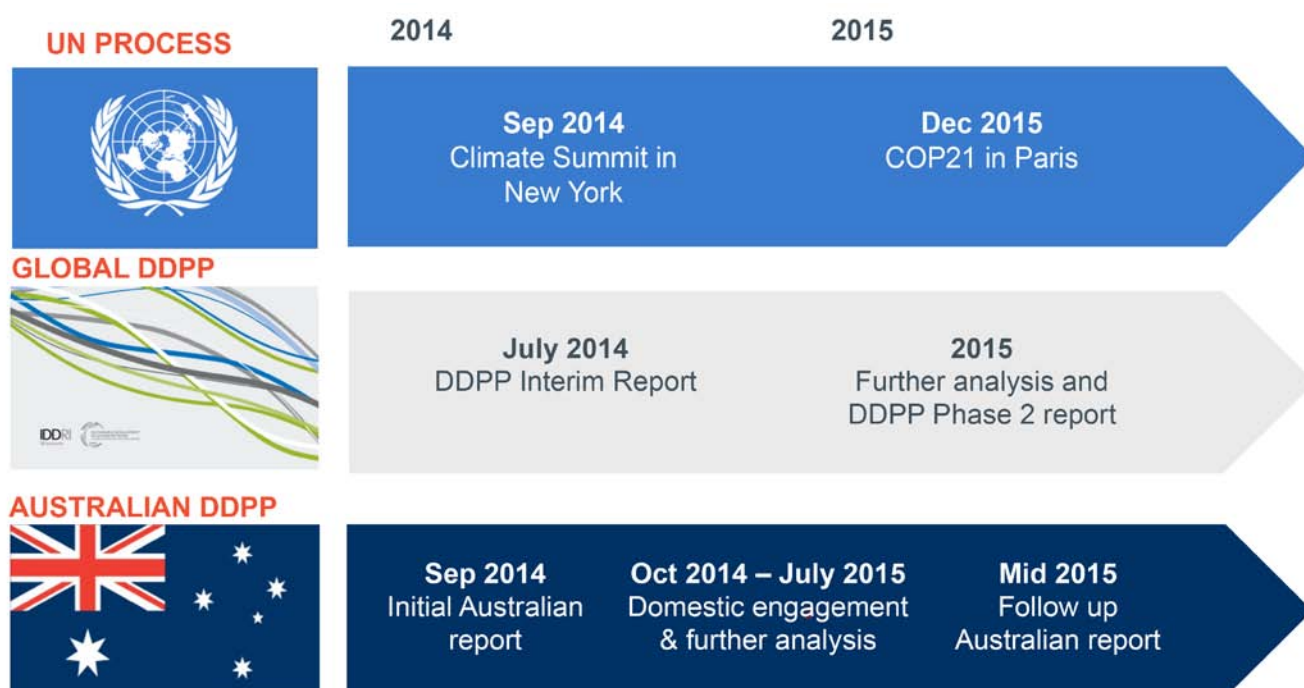 UN PROCESS
2014
2015
Sep 2014
Climate Summit in
New York
Dec 2015
COP21 in Paris
GLOBAL DDPP
IDDRI
July 2014
DDPP Interim Report
2015
Further analysis and
DDPP Phase 2 report
AUSTRALIAN DDPP
Sep 2014
Initial Australian
report
Oct 2014 – July 2015
Domestic engagement
& further analysis
Mid 2015
Follow up
Australian report